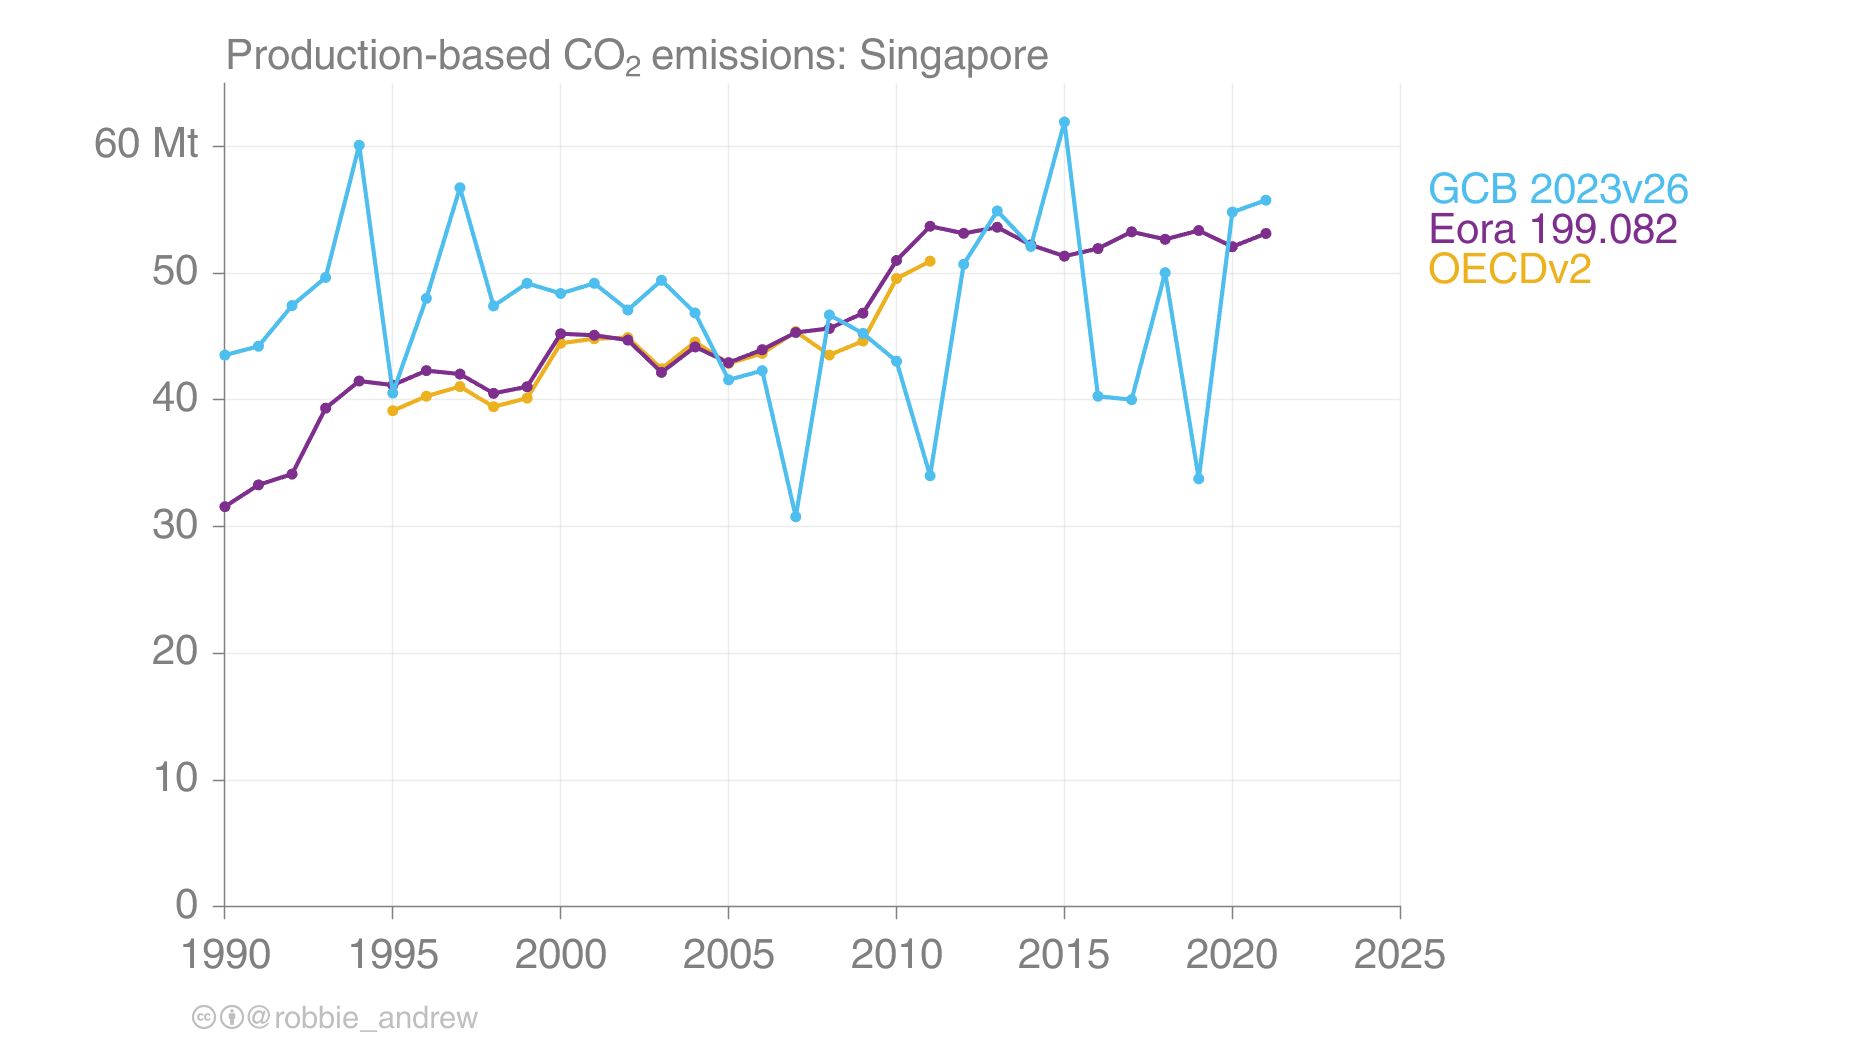 Production-based CO₂ emissions: Singapore
60 Mt
50
40
30
20
10
0
1990 1995 2000 2005 2010 2015 2020 2025
GCB 2023v26
Eora 199.082
OECDv2
@robbie_andrew